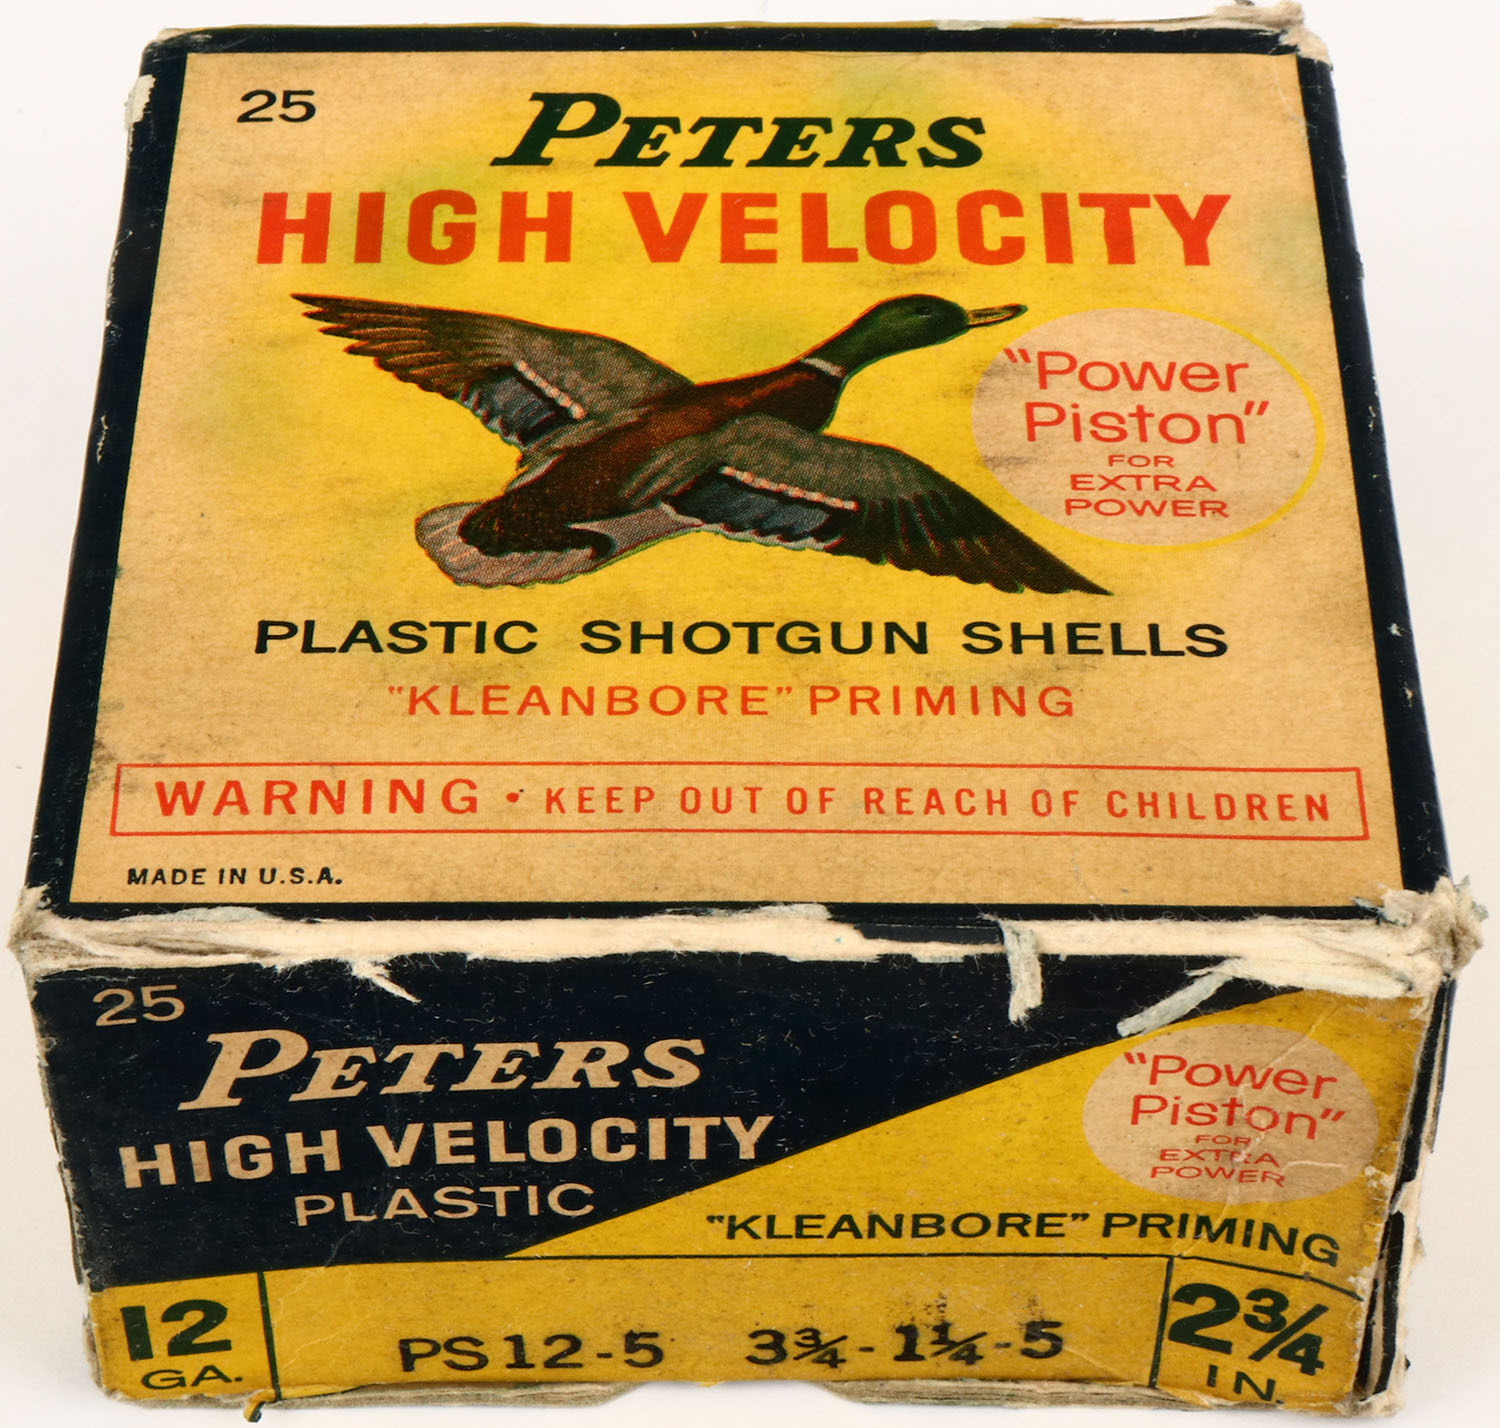 25
PETERS
HIGH VELOCITY
"Power
Piston"
FOR
EXTRA
POWER
PLASTIC SHOTGUN SHELLS
"KLEANBORE" PRIMING
WARNING • KEEP OUT OF REACH OF CHILDREN
MADE IN U.S.A.
25
PETERS
HIGH VELOCITY
PLASTIC
"Power
Piston"
FOR
EXTRA
POWER
"KLEANBORE" PRIMING
12
GA.
PS12-5 3¾-1¼-5
2¾
IN.